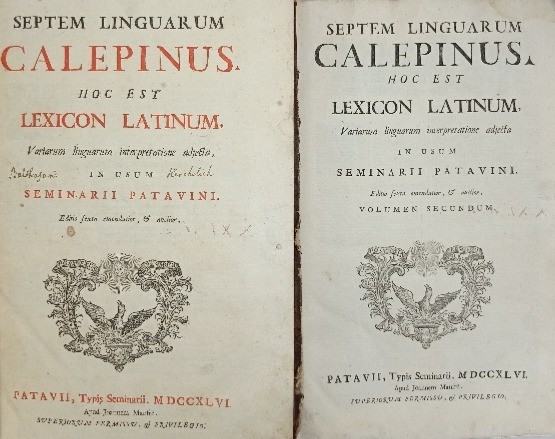 SEPTEM LINGUARUM
CALEPINUS.
HOC EST
LEXICON LATINUM,
Variarum linguarum interpretatione adjecta,
IN USUM
SEMINARII PATAVINI.
Editio sexta emendatior, & auctior.
PATAVII, Typis Seminarii. MDCCXLVI
Apud Joannem Manfrè.
SUPERIORUM PERMISSU, & PRIVILEGIO.
SEPTEM LINGUARUM
CALEPINUS.
HOC EST
LEXICON LATINUM,
Variarum linguarum interpretatione adjecta
IN USUM
SEMINARII PATAVINI.
Editio sexta emendatior, & auctior.
VOLUMEN SECUNDUM.
PATAVII, Typis Seminarii. MDCCXLVI.
Apud Joannem Manfrè.
SUPERIORUM PERMISSU, & PRIVILEGIO.